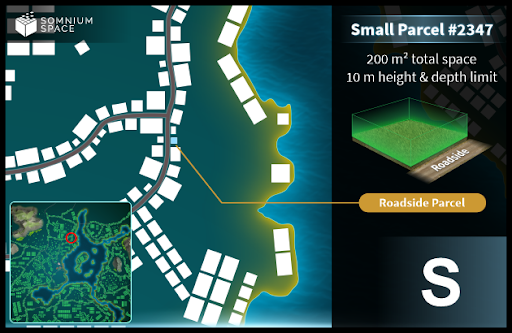 SOMNIUM
SPACE
Small Parcel #2347
200 m² total space
10 m height & depth limit
Roadside
Roadside Parcel
S